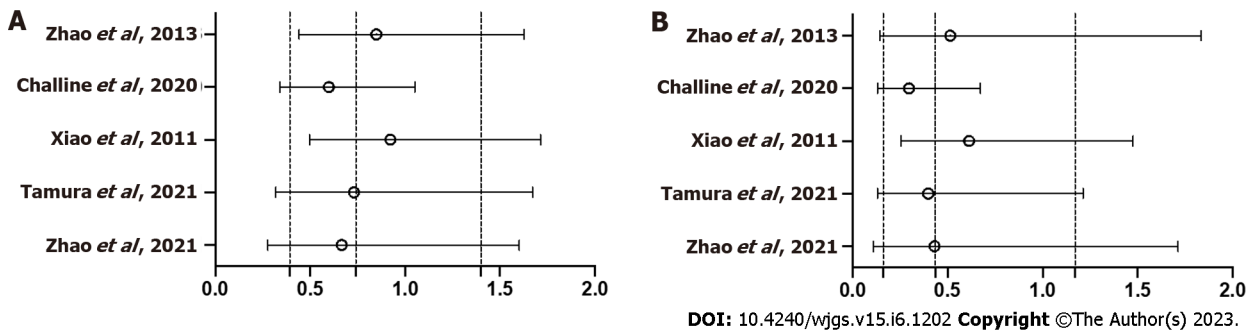 A
Zhao et al, 2013
Challine et al, 2020
Xiao et al, 2011
Tamura et al, 2021
Zhao et al, 2021
0.0 0.5 1.0 1.5 2.0
B
Zhao et al, 2013
Challine et al, 2020
Xiao et al, 2011
Tamura et al, 2021
Zhao et al, 2021
0.0 0.5 1.0 1.5 2.0
DOI: 10.4240/wjgs.v15.i6.1202 Copyright ©The Author(s) 2023.